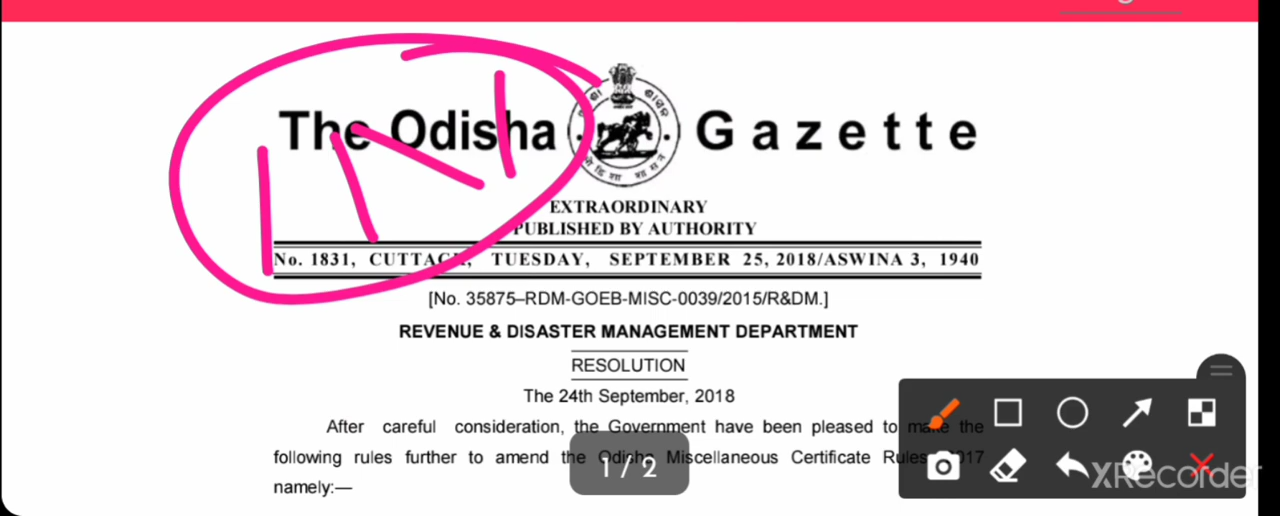 The Odisha Gazette
EXTRAORDINARY
PUBLISHED BY AUTHORITY
No. 1831, CUTTACK, TUESDAY, SEPTEMBER 25, 2018/ASWINA 3, 1940
[No. 35875–RDM-GOEB-MISC-0039/2015/R&DM.]
REVENUE & DISASTER MANAGEMENT DEPARTMENT
RESOLUTION
The 24th September, 2018
After careful consideration, the Government have been pleased to make the
following rules further to amend the Odisha Miscellaneous Certificate Rules, 2017
namely:—
1 / 2
XRecorder